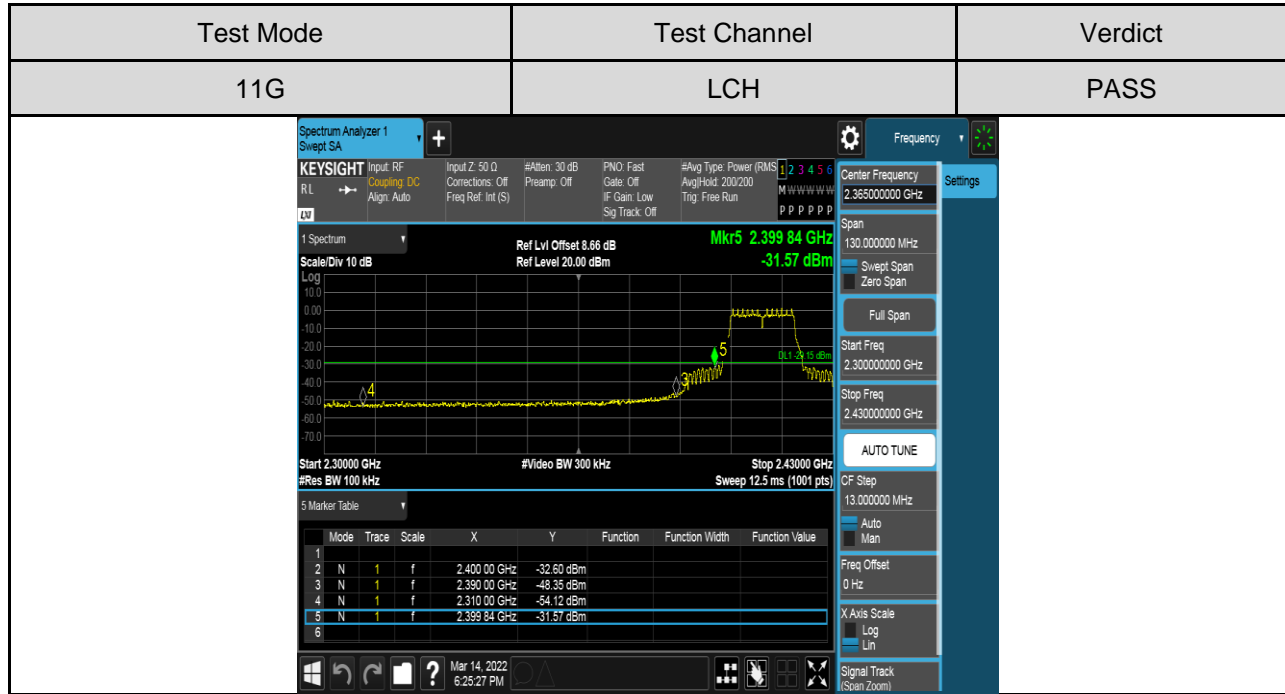 Test Mode Test Channel Verdict
11G LCH PASS
Spectrum Analyzer 1
Swept SA
+
Frequency
KEYSIGHT Input: RF Input Z: 50 Ω #Atten: 30 dB PNO: Fast #Avg Type: Power (RMS 1 2 3 4 5 6
RL Coupling: DC Corrections: Off Preamp: Off Gate: Off Avg|Hold: 200/200 M W W W W W
Align: Auto Freq Ref: Int (S) IF Gain: Low Trig: Free Run
LXI Sig Track: Off P P P P P P
1 Spectrum
Scale/Div 10 dB
Ref Lvl Offset 8.66 dB
Ref Level 20.00 dBm
Mkr5 2.399 84 GHz
-31.57 dBm
Log
10.0
0.00
-10.0
-20.0
-30.0
-40.0
-50.0
-60.0
-70.0
5
3
4
Start 2.30000 GHz #Video BW 300 kHz Stop 2.43000 GHz
#Res BW 100 kHz Sweep 12.5 ms (1001 pts)
5 Marker Table
Mode Trace Scale X Y Function Function Width Function Value
1
2 N 1 f 2.400 00 GHz -32.60 dBm
3 N 1 f 2.390 00 GHz -48.35 dBm
4 N 1 f 2.310 00 GHz -54.12 dBm
5 N 1 f 2.399 84 GHz -31.57 dBm
6
?
Mar 14, 2022
6:25:27 PM
Center Frequency
2.365000000 GHz
Settings
Span
130.000000 MHz
Swept Span
Zero Span
Full Span
Start Freq
2.300000000 GHz
Stop Freq
2.430000000 GHz
AUTO TUNE
CF Step
13.000000 MHz
Auto
Man
Freq Offset
0 Hz
X Axis Scale
Log
Lin
Signal Track
(Span Zoom)